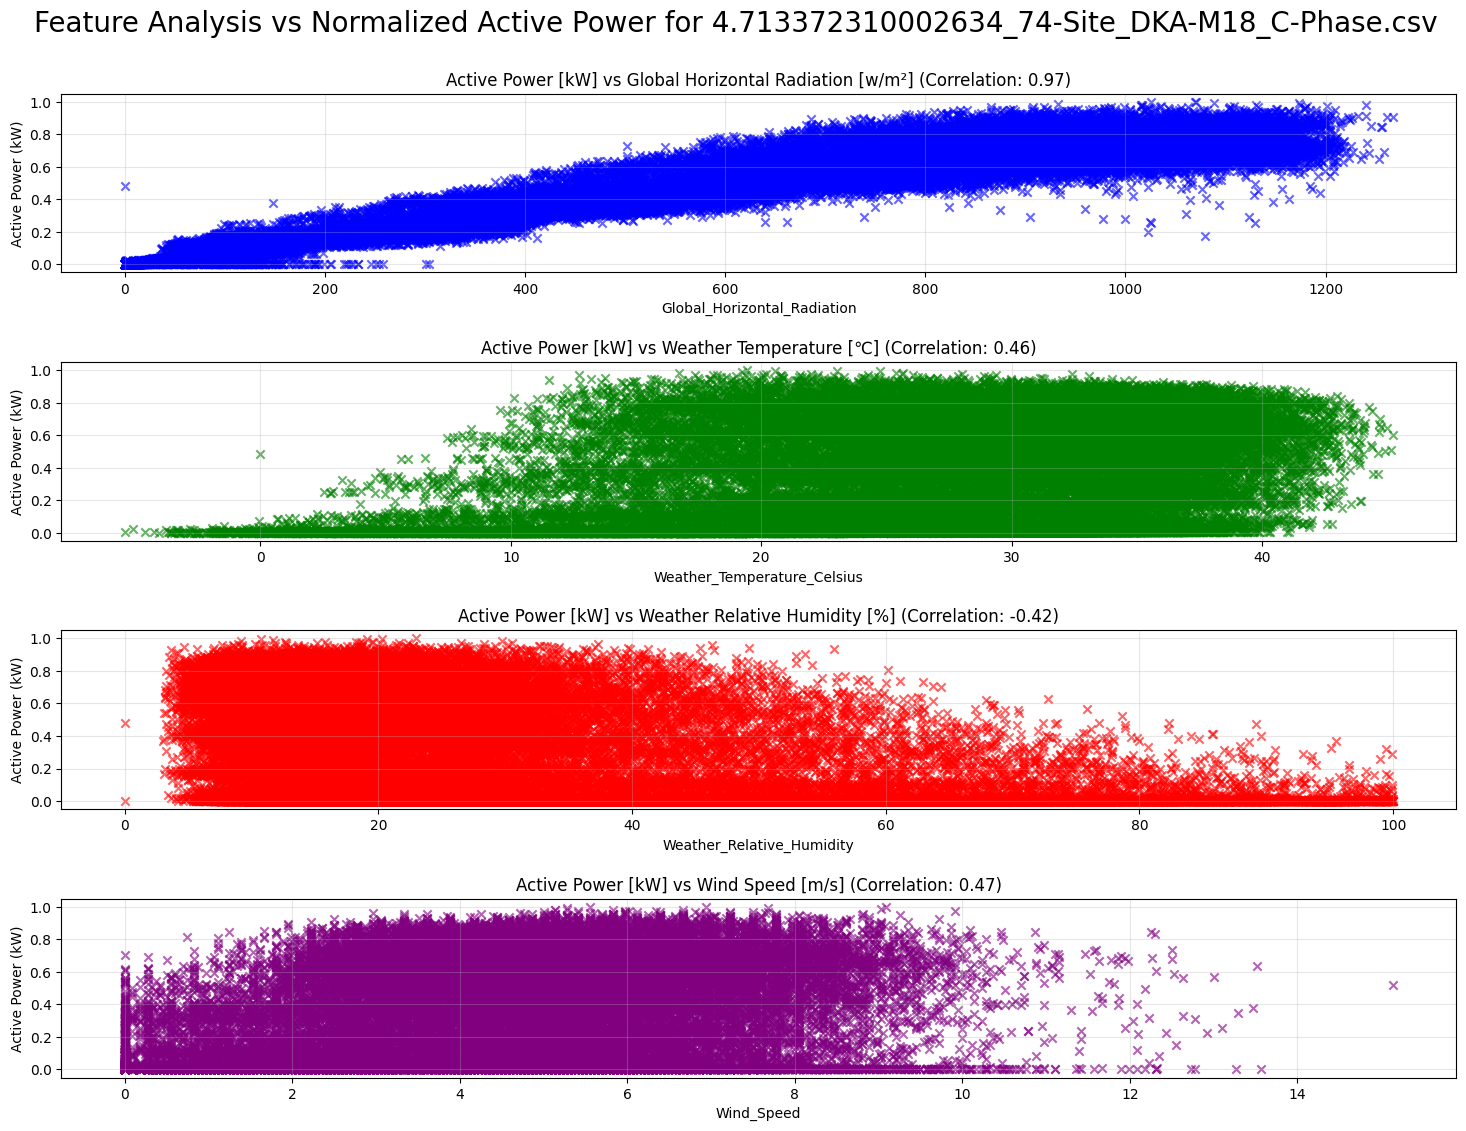 Feature Analysis vs Normalized Active Power for 4.713372310002634_74-Site_DKA-M18_C-Phase.csv
Active Power [kW] vs Global Horizontal Radiation [w/m²] (Correlation: 0.97)
Active Power (kW)
1.0
0.8
0.6
0.4
0.2
0.0
0 200 400 600 800 1000 1200
Global_Horizontal_Radiation
Active Power [kW] vs Weather Temperature [℃] (Correlation: 0.46)
Active Power (kW)
1.0
0.8
0.6
0.4
0.2
0.0
0 10 20 30 40
Weather_Temperature_Celsius
Active Power [kW] vs Weather Relative Humidity [%] (Correlation: -0.42)
Active Power (kW)
1.0
0.8
0.6
0.4
0.2
0.0
0 20 40 60 80 100
Weather_Relative_Humidity
Active Power [kW] vs Wind Speed [m/s] (Correlation: 0.47)
Active Power (kW)
1.0
0.8
0.6
0.4
0.2
0.0
0 2 4 6 8 10 12 14
Wind_Speed